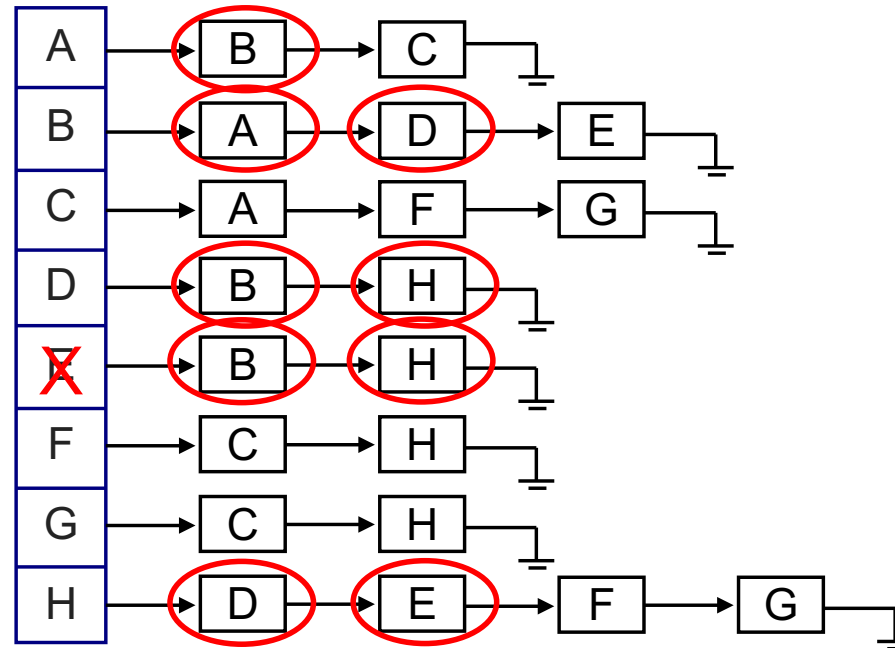 A B C
B A D E
C A F G
D B H
E B H
F C H
G C H
H D E F G